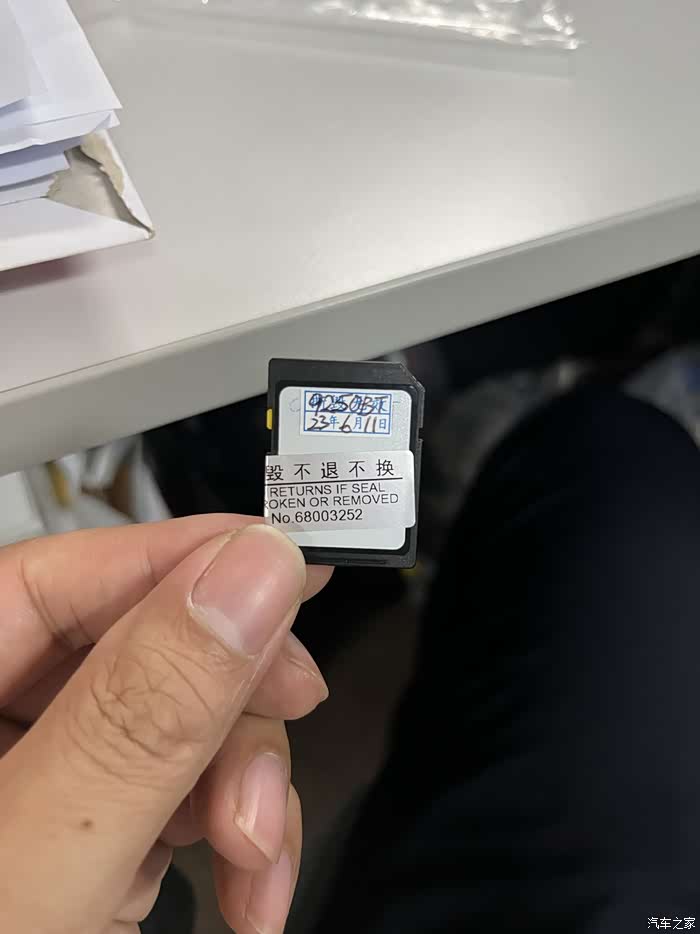 23年6月11日
毁不退不换
RETURNS IF SEAL
ROKEN OR REMOVED
No.68003252
汽车之家